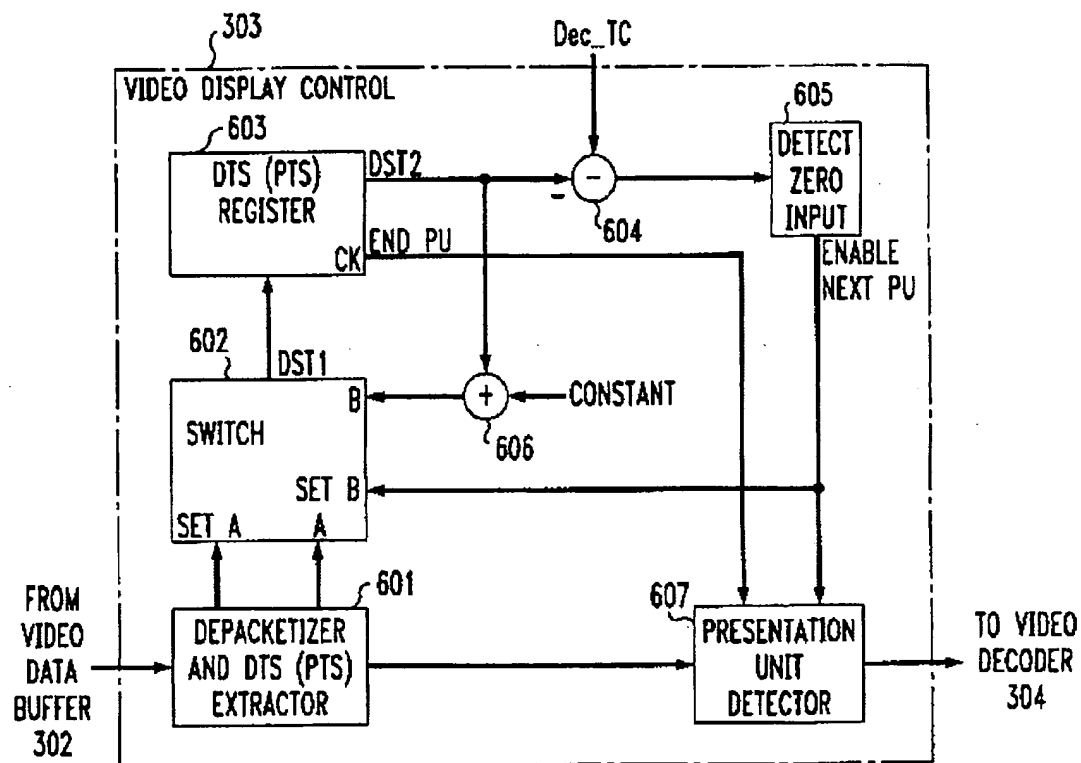 303
Dec_TC
VIDEO DISPLAY CONTROL
603
DTS (PTS)
REGISTER
CK
DST2
END PU
-
-
604
605
DETECT
ZERO
INPUT
ENABLE
NEXT PU
602
DST1
SWITCH
B
SET B
SET A
A
+
606
CONSTANT
601
DEPACKETIZER
AND DTS (PTS)
EXTRACTOR
607
PRESENTATION
UNIT
DETECTOR
FROM
VIDEO
DATA
BUFFER
302
TO VIDEO
DECODER
304